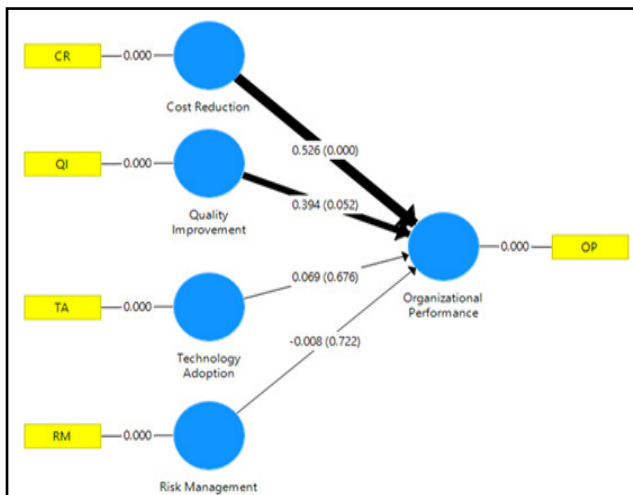 CR
0.000
Cost Reduction
0.526 (0.000)
QI
0.000
Quality
Improvement
0.394 (0.052)
0.000
OP
Organizational
Performance
TA
0.000
Technology
Adoption
0.069 (0.676)
-0.008 (0.722)
RM
0.000
Risk Management